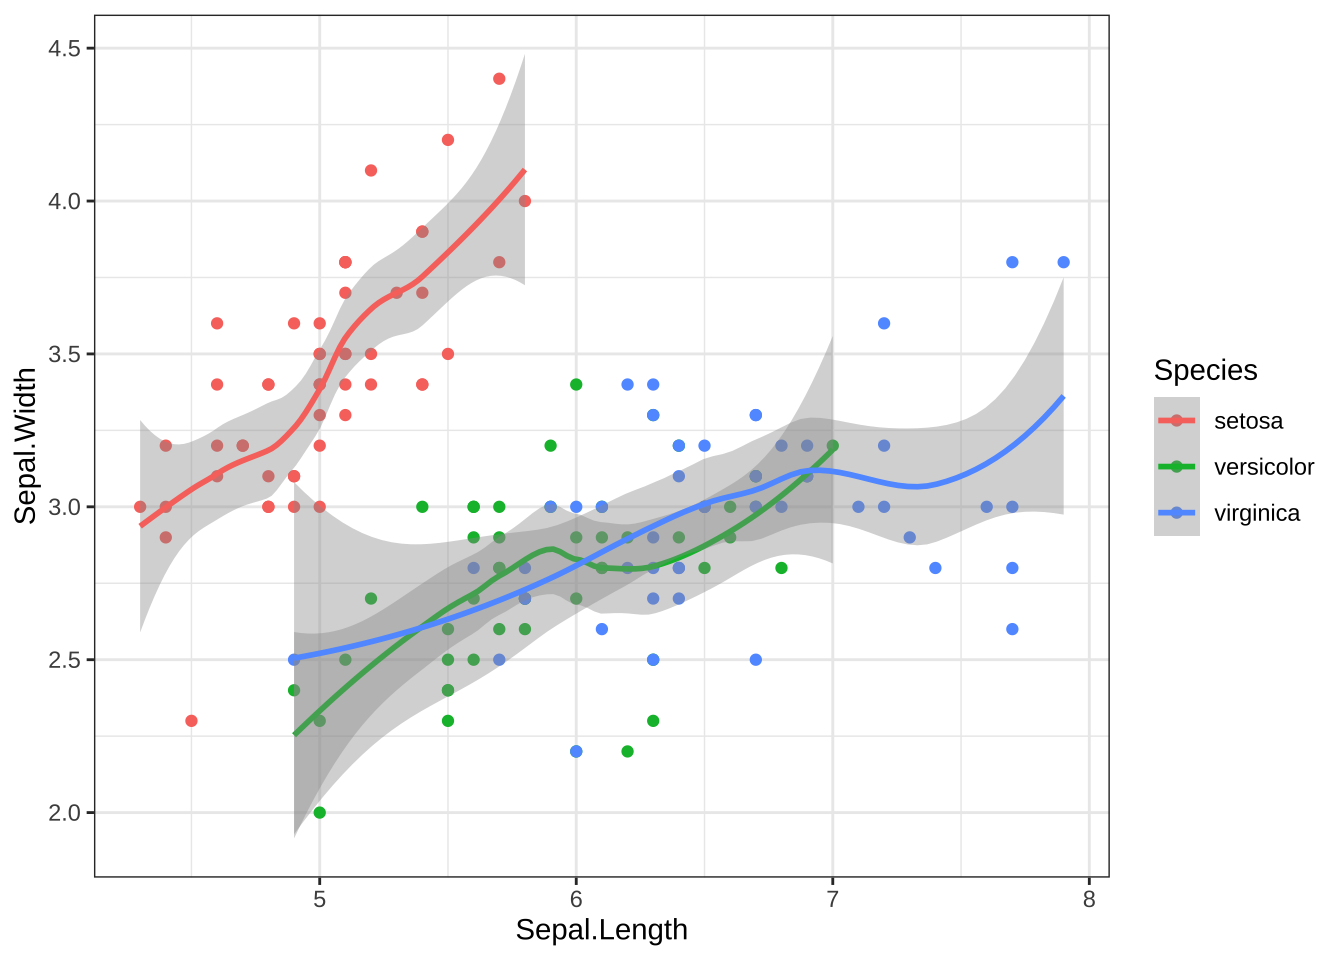 4.5
4.0
3.5
3.0
2.5
2.0
Sepal.Width
5 6 7 8
Sepal.Length
Species
setosa
versicolor
virginica